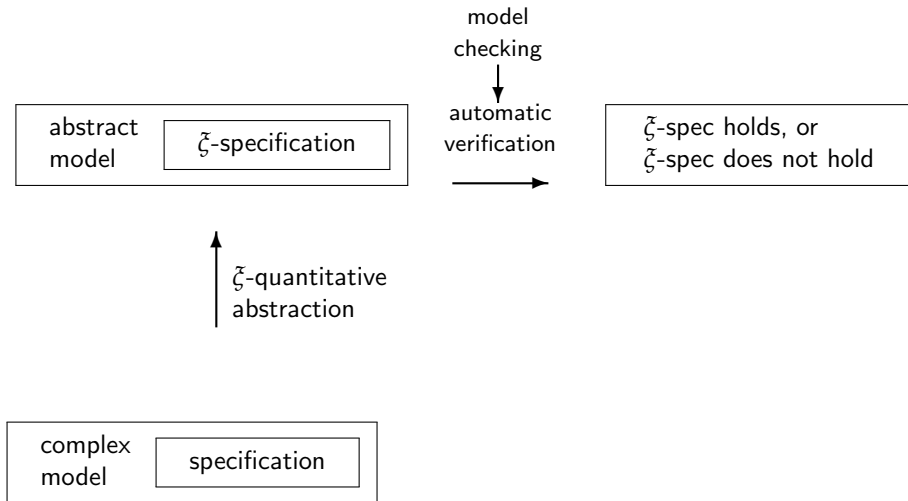 model
checking
automatic
verification
abstract
model
ξ-specification
ξ-spec holds, or
ξ-spec does not hold
ξ-quantitative
abstraction
complex
model
specification